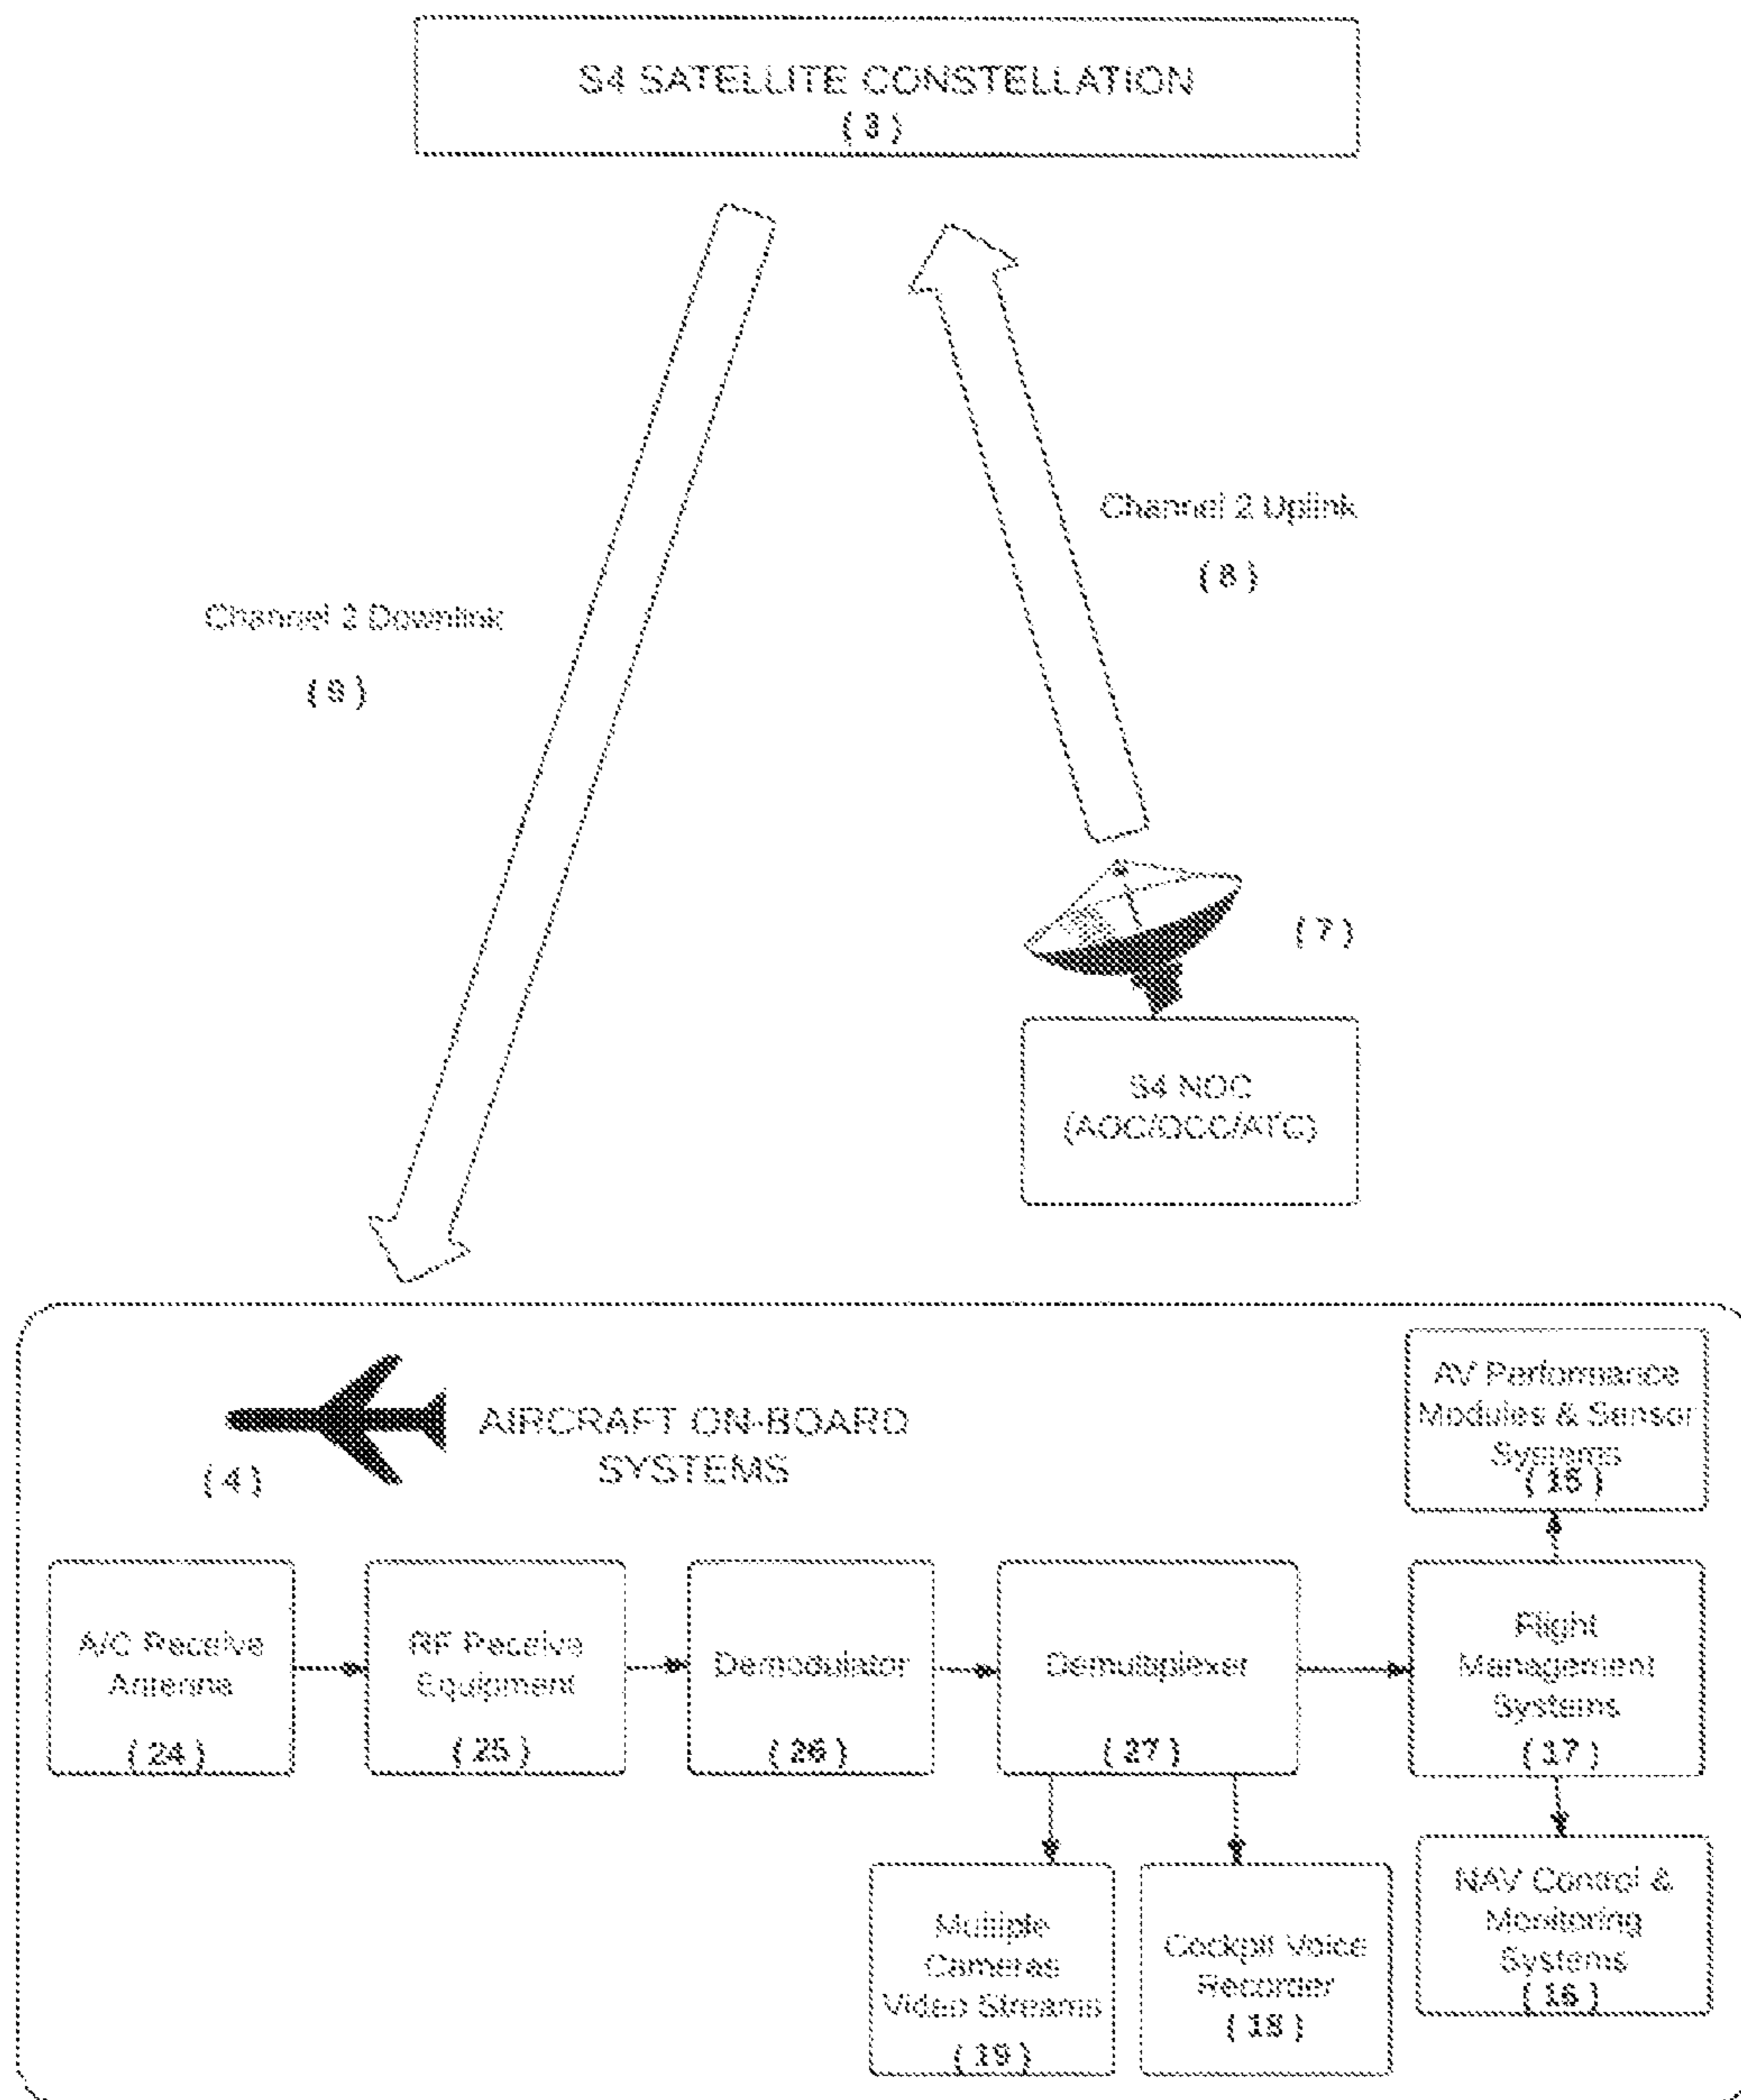 S4 SATELLITE CONSTELLATION
( 3 )
Channel 2 Uplink
( 8 )
Channel 2 Downlink
( 9 )
( 7 )
S4 NOC
(AOC/OCC/ATC)
AIRCRAFT ON-BOARD
SYSTEMS
( 4 )
AV Performance
Modules & Sensor
Systems
( 15 )
A/C Receive
Antenna
( 24 )
RF Receive
Equipment
( 25 )
Demodulator
( 26 )
Demultiplexer
( 27 )
Flight
Management
Systems
( 17 )
Multiple
Cameras
Video Streams
( 19 )
Cockpit Voice
Recorder
( 18 )
NAV Control &
Monitoring
Systems
( 16 )